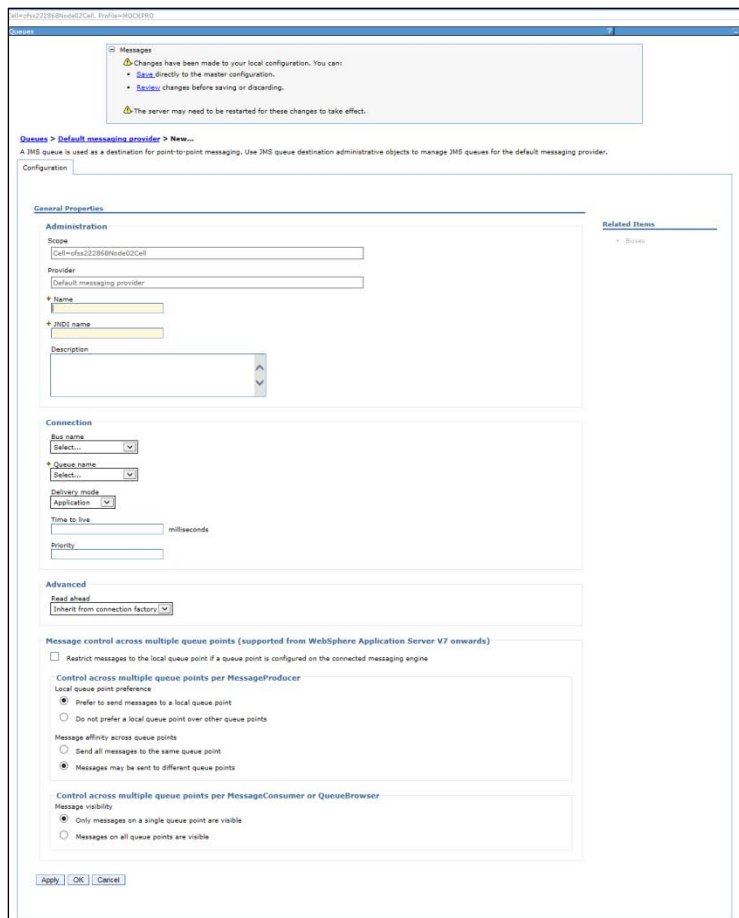 Cell=ofss222868Node02Cell, Profile=MOCKPRO
Queues ? -
Messages
Changes have been made to your local configuration. You can:
Save directly to the master configuration.
Review changes before saving or discarding.
The server may need to be restarted for these changes to take effect.
Queues > Default messaging provider > New...
A JMS queue is used as a destination for point-to-point messaging. Use JMS queue destination administrative objects to manage JMS queues for the default messaging provider.
Configuration
General Properties
Administration
Scope
Cell=ofss222868Node02Cell
Provider
Default messaging provider
* Name
* JNDI name
Description
Connection
Bus name
Select...
* Queue name
Select...
Delivery mode
Application
Time to live
milliseconds
Priority
Advanced
Read ahead
Inherit from connection factory
Message control across multiple queue points (supported from WebSphere Application Server V7 onwards)
Restrict messages to the local queue point if a queue point is configured on the connected messaging engine
Control across multiple queue points per MessageProducer
Local queue point preference
Prefer to send messages to a local queue point
Do not prefer a local queue point over other queue points
Message affinity across queue points
Send all messages to the same queue point
Messages may be sent to different queue points
Control across multiple queue points per MessageConsumer or QueueBrowser
Message visibility
Only messages on a single queue point are visible
Messages on all queue points are visible
Apply OK Cancel
Related Items
Buses